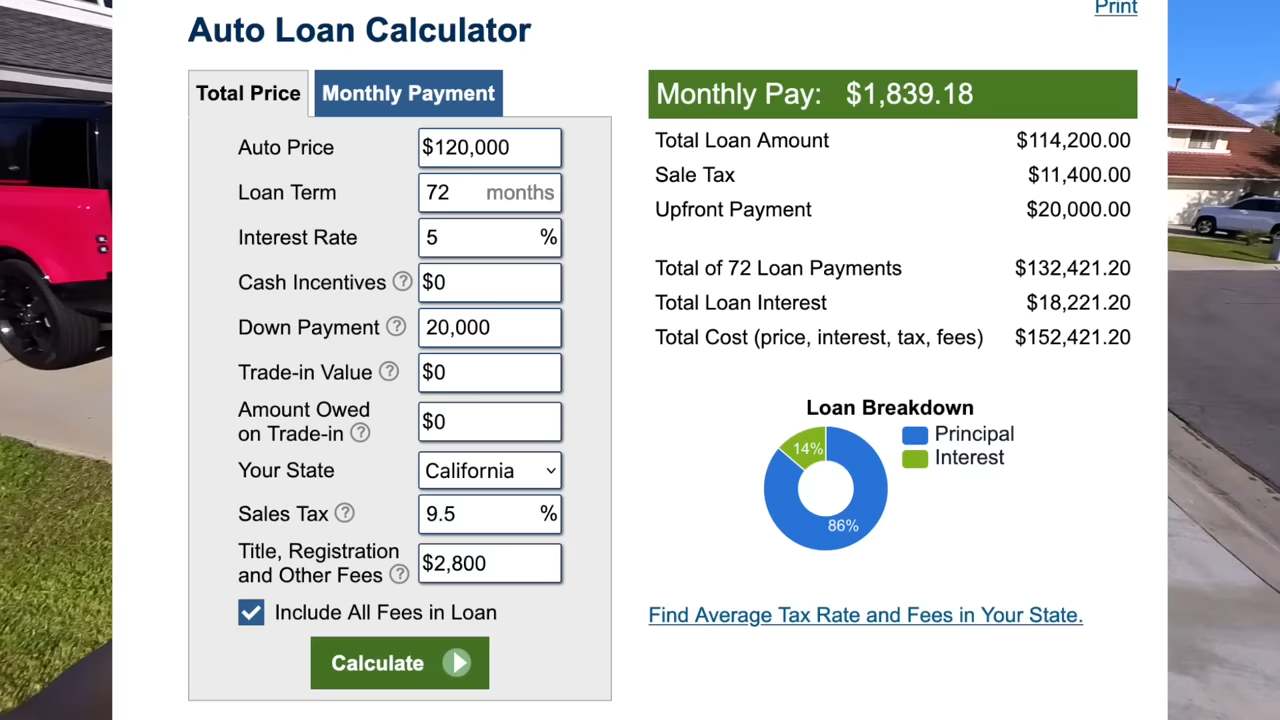 Print
Auto Loan Calculator
Total Price
Monthly Payment
Auto Price $120,000
Loan Term 72 months
Interest Rate 5 %
Cash Incentives ? $0
Down Payment ? 20,000
Trade-in Value ? $0
Amount Owed
on Trade-in ? $0
Your State California
Sales Tax ? 9.5 %
Title, Registration
and Other Fees ? $2,800
Include All Fees in Loan
Calculate
Monthly Pay: $1,839.18
Total Loan Amount $114,200.00
Sale Tax $11,400.00
Upfront Payment $20,000.00
Total of 72 Loan Payments $132,421.20
Total Loan Interest $18,221.20
Total Cost (price, interest, tax, fees) $152,421.20
Loan Breakdown
14%
86%
Principal
Interest
Find Average Tax Rate and Fees in Your State.